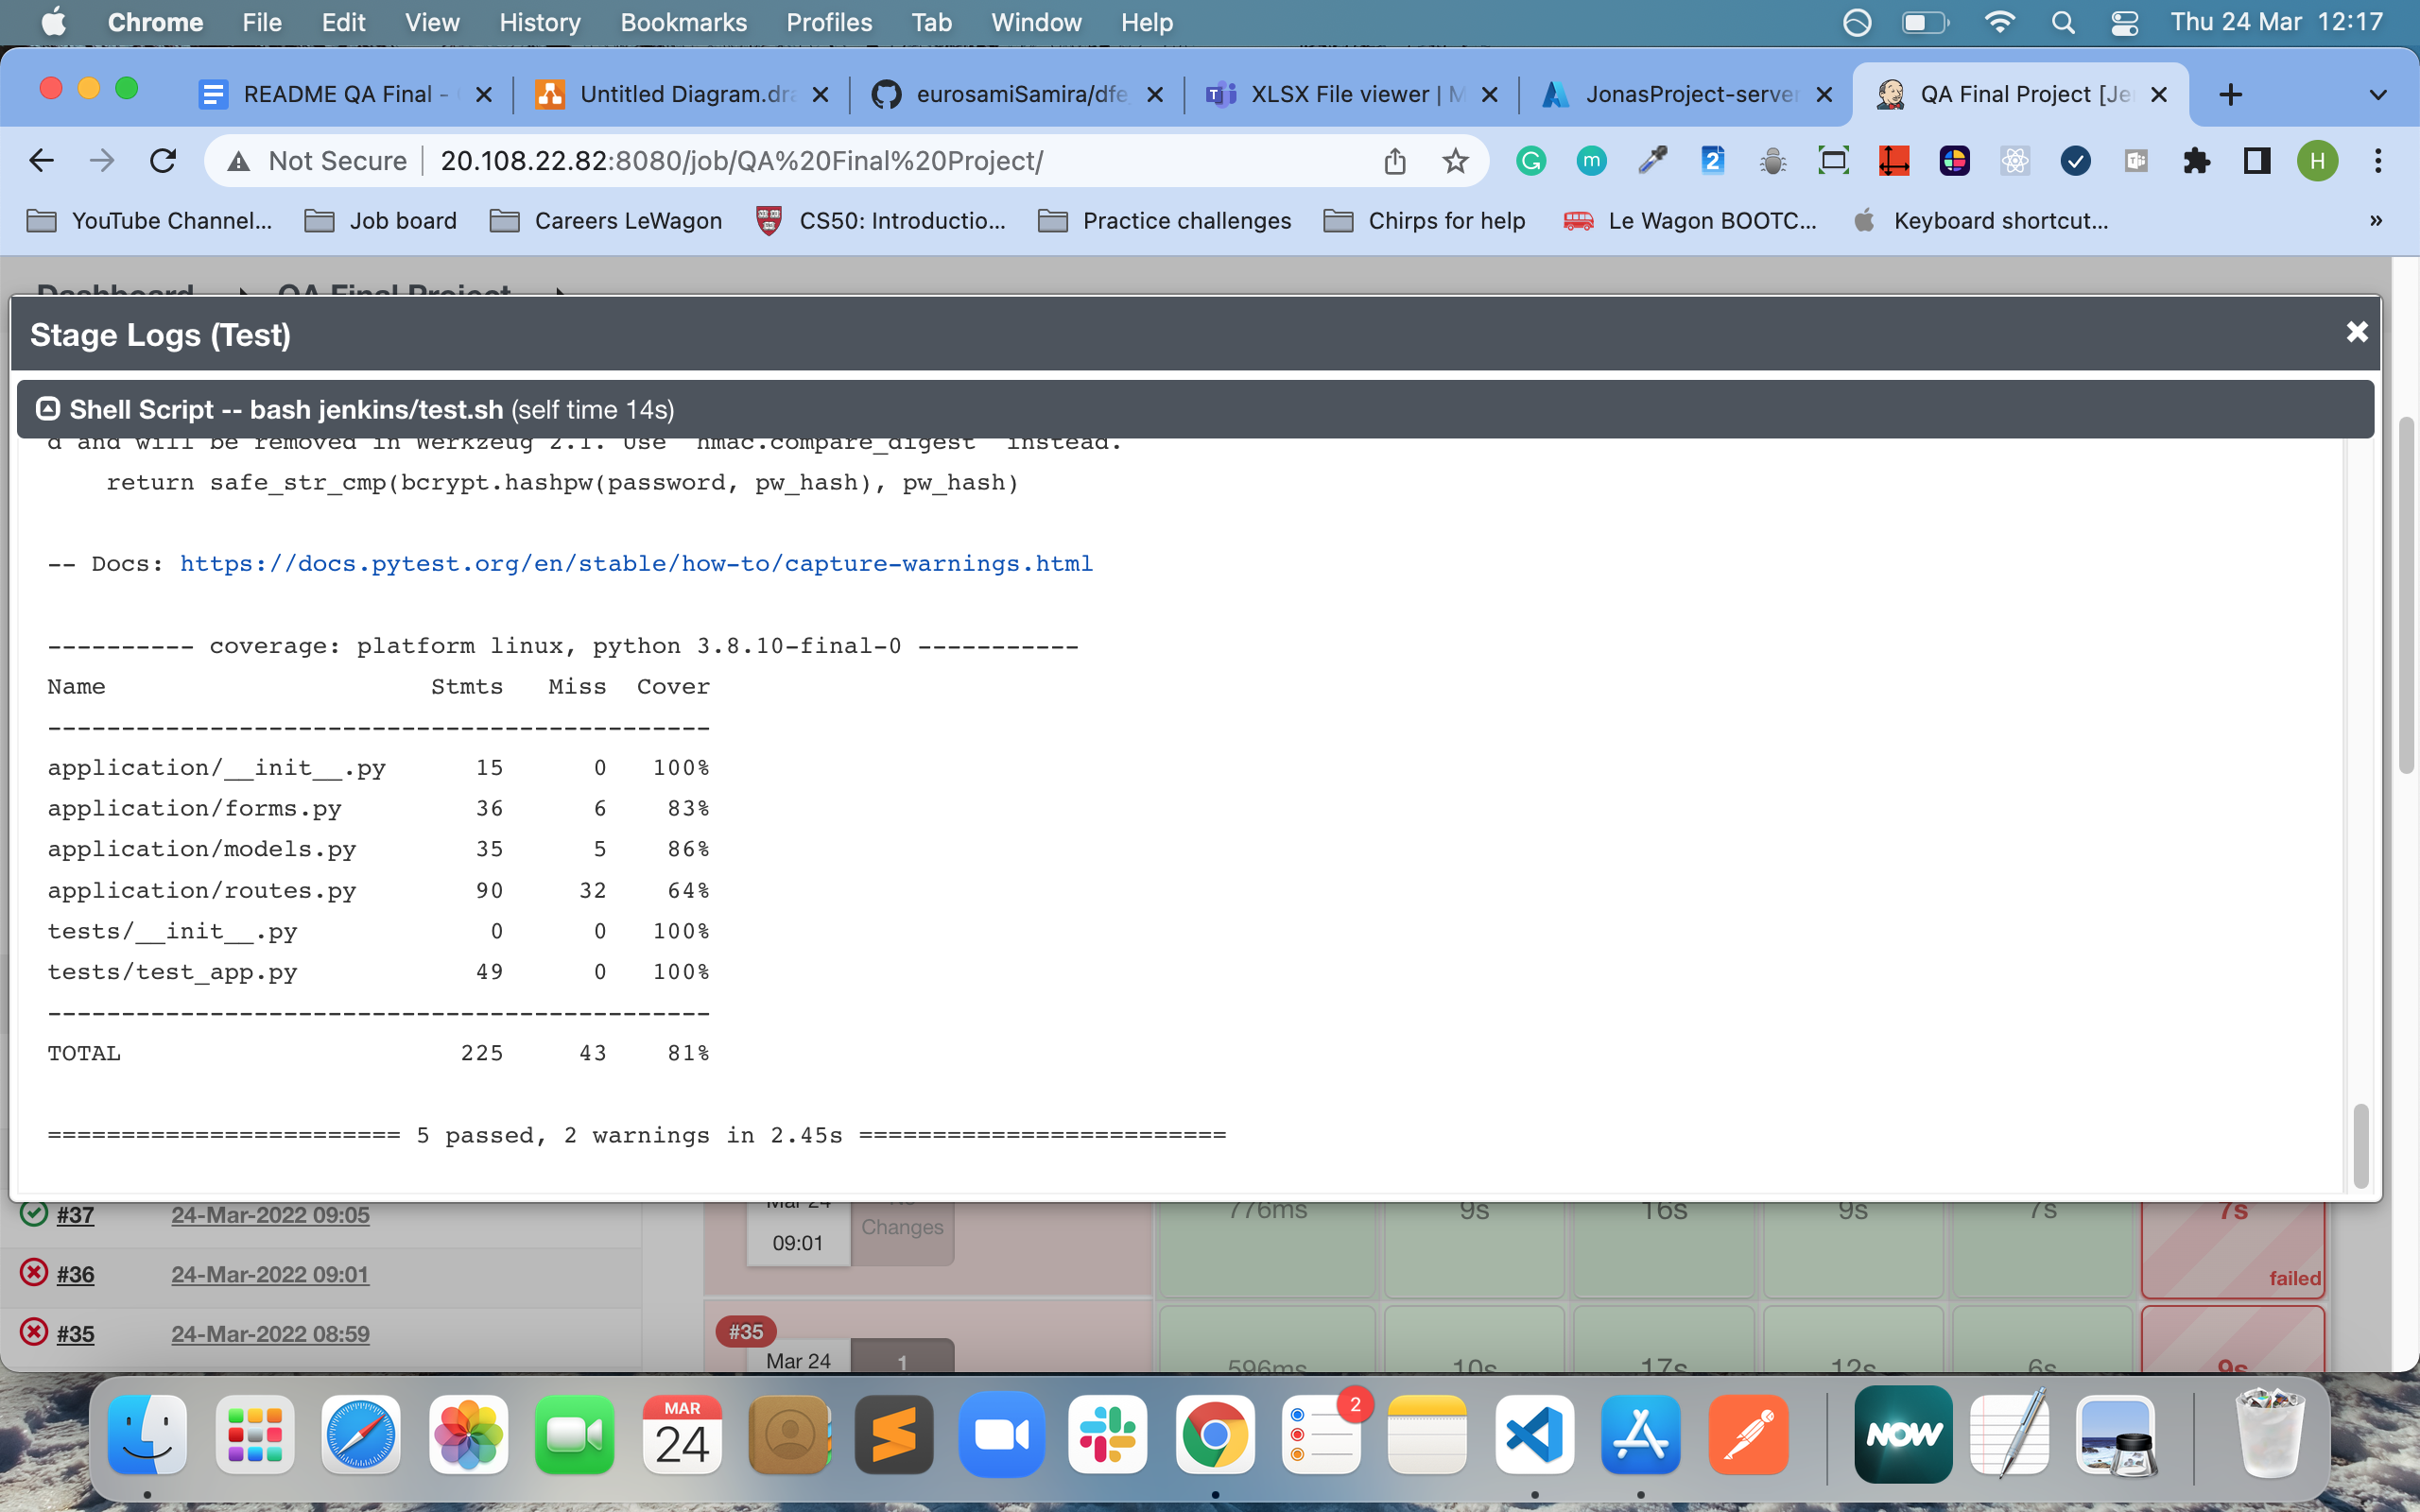 Chrome File Edit View History Bookmarks Profiles Tab Window Help Thu 24 Mar 12:17
README QA Final - Untitled Diagram.dra eurosamiSamira/dfe XLSX File viewer | M JonasProject-server QA Final Project [Je
Not Secure 20.108.22.82:8080/job/QA%20Final%20Project/
YouTube Channel... Job board Careers LeWagon CS50: Introductio... Practice challenges Chirps for help Le Wagon BOOTC... Keyboard shortcut... »
Dashboard QA Final Project
Stage Logs (Test)
Shell Script -- bash jenkins/test.sh (self time 14s)
d and will be removed in Werkzeug 2.1. Use 'hmac.compare_digest' instead.
return safe_str_cmp(bcrypt.hashpw(password, pw_hash), pw_hash)
-- Docs: https://docs.pytest.org/en/stable/how-to/capture-warnings.html
---------- coverage: platform linux, python 3.8.10-final-0 -----------
Name Stmts Miss Cover
---------------------------------------------
application/__init__.py 15 0 100%
application/forms.py 36 6 83%
application/models.py 35 5 86%
application/routes.py 90 32 64%
tests/__init__.py 0 0 100%
tests/test_app.py 49 0 100%
---------------------------------------------
TOTAL 225 43 81%
======================== 5 passed, 2 warnings in 2.45s =========================
#37 24-Mar-2022 09:05 Mar 24 No 776ms 9s 16s 9s 7s 7s
Changes
09:01
#36 24-Mar-2022 09:01 failed
#35 24-Mar-2022 08:59 #35
Mar 24 1 596ms 10s 17s 12s 6s 9s
MAR
24
2
NOW